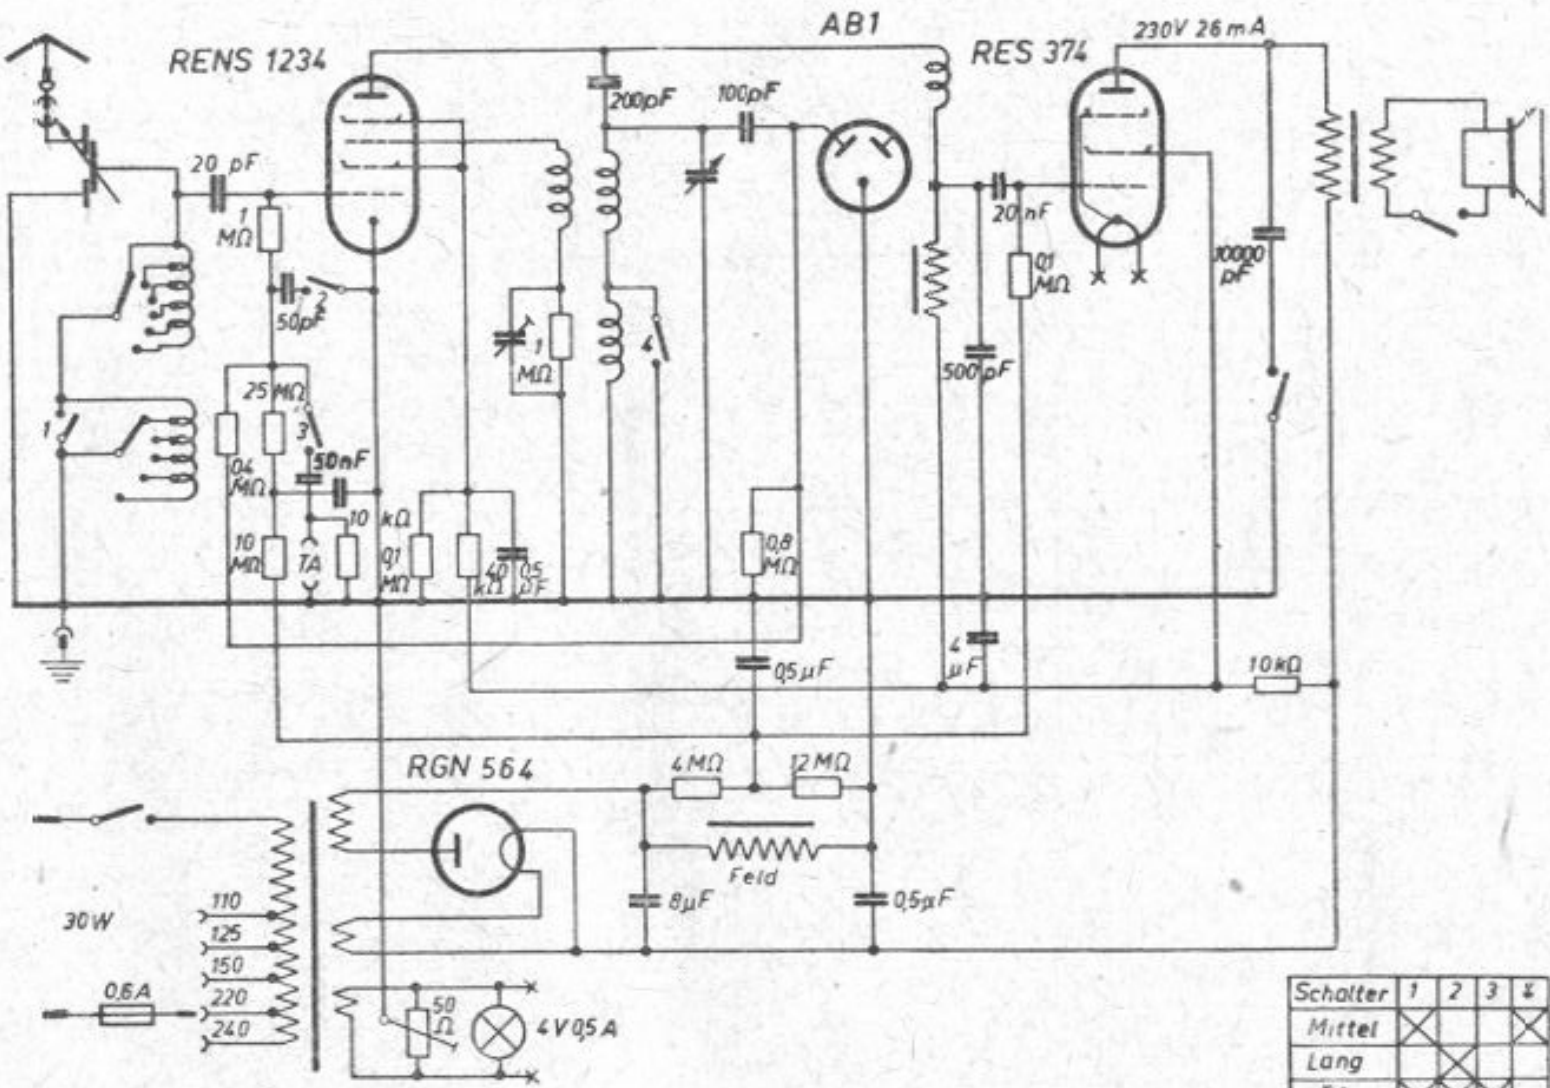 AB1
RENS 1234
RES 374
230V 26mA
200pF
100pF
20 pF
1
MΩ
20 nF
50pF
2
0,1
MΩ
10000
pF
1
MΩ
4
500pF
25 MΩ
3
1
50nF
04
MΩ
10 kΩ
10
MΩ
TA
0,1
MΩ
40
kΩ
0,5
µF
0,8
MΩ
0,5µF
4
µF
10kΩ
RGN 564
4MΩ
12MΩ
Feld
8µF
0,5µF
30W
110
125
150
220
240
0,6A
50
Ω
4V 0,5A
Schalter 1 2 3 4
Mittel
Lang